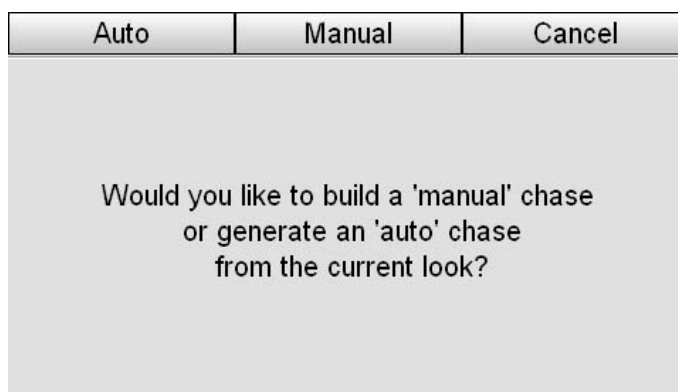 Auto Manual Cancel
Would you like to build a 'manual' chase
or generate an 'auto' chase
from the current look?